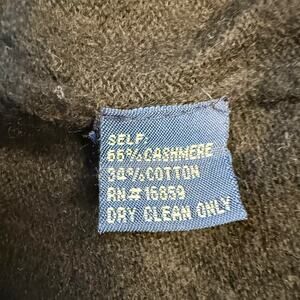 SELF:
66% CASHMERE
34% COTTON
RN# 16859
DRY CLEAN ONLY